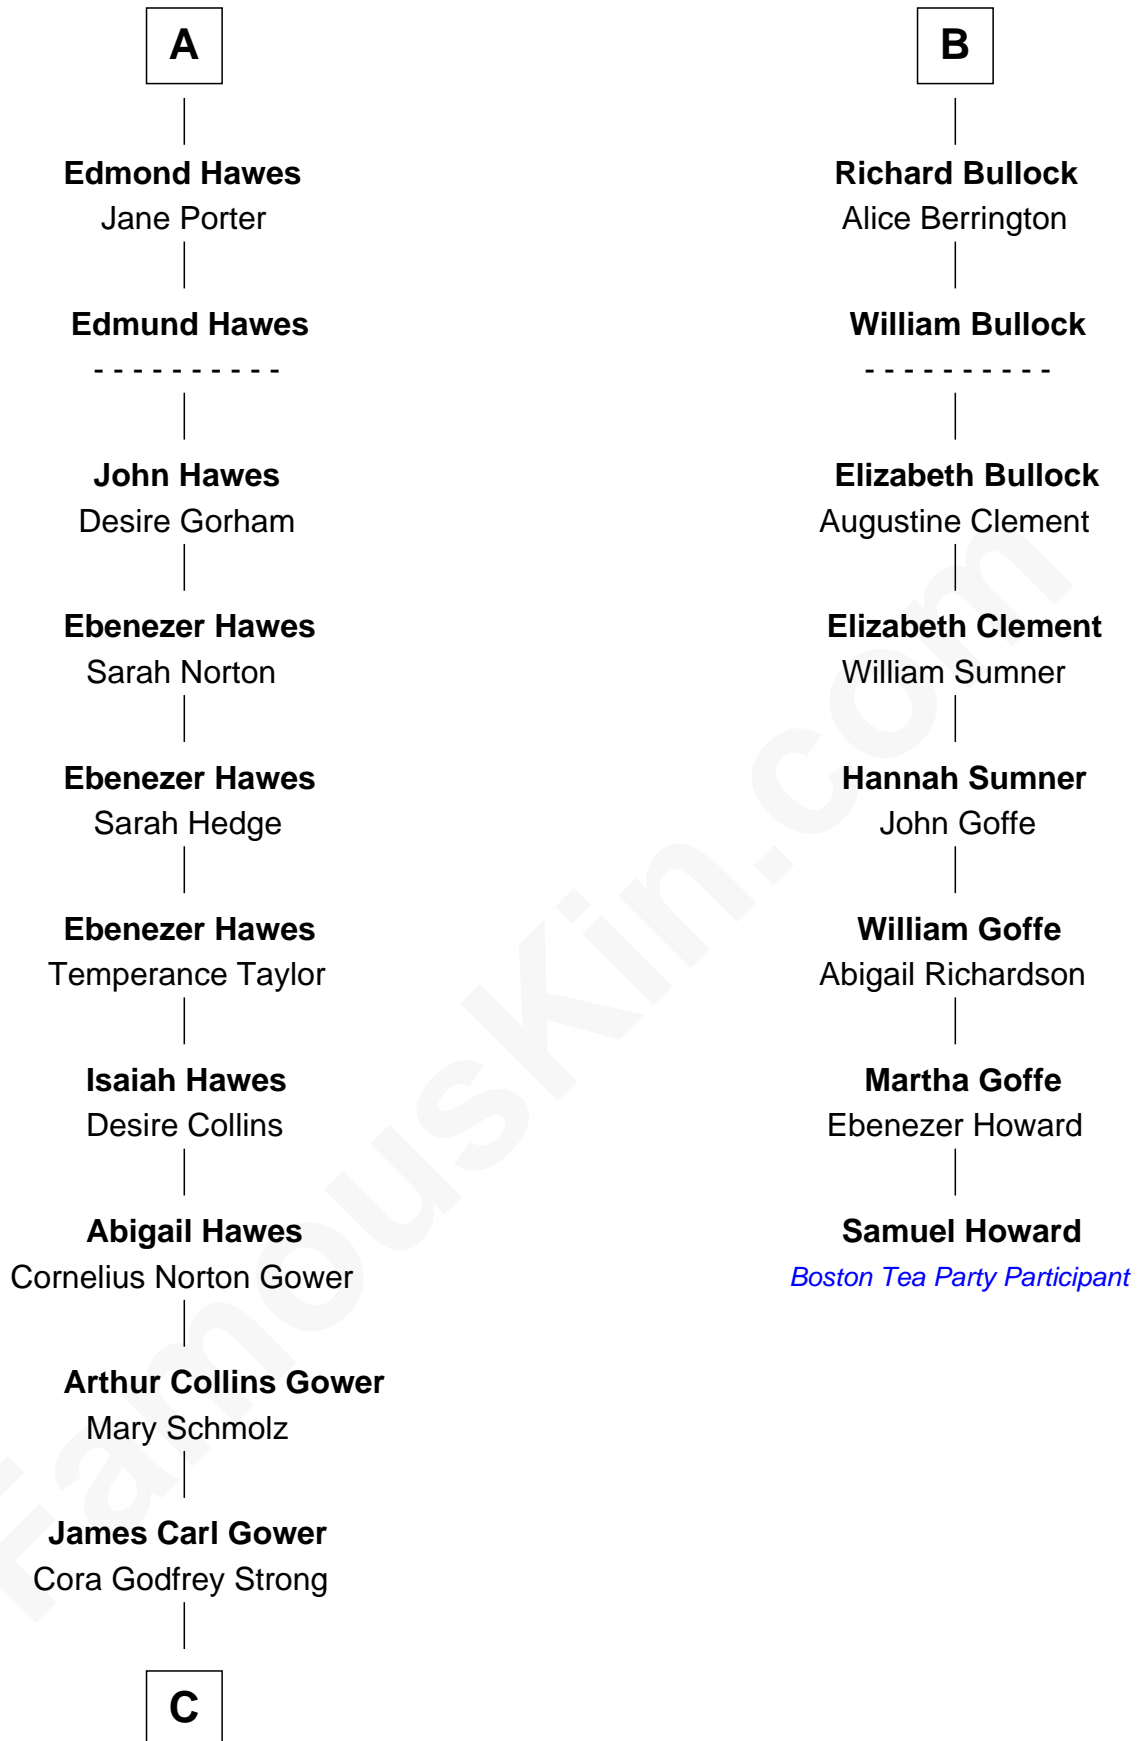 A
Edmond Hawes
Jane Porter
Edmund Hawes
- - - - - - - - - -
John Hawes
Desire Gorham
Ebenezer Hawes
Sarah Norton
Ebenezer Hawes
Sarah Hedge
Ebenezer Hawes
Temperance Taylor
Isaiah Hawes
Desire Collins
Abigail Hawes
Cornelius Norton Gower
Arthur Collins Gower
Mary Schmolz
James Carl Gower
Cora Godfrey Strong
C
B
Richard Bullock
Alice Berrington
William Bullock
- - - - - - - - - -
Elizabeth Bullock
Augustine Clement
Elizabeth Clement
William Sumner
Hannah Sumner
John Goffe
William Goffe
Abigail Richardson
Martha Goffe
Ebenezer Howard
Samuel Howard
Boston Tea Party Participant
FamousKin.com